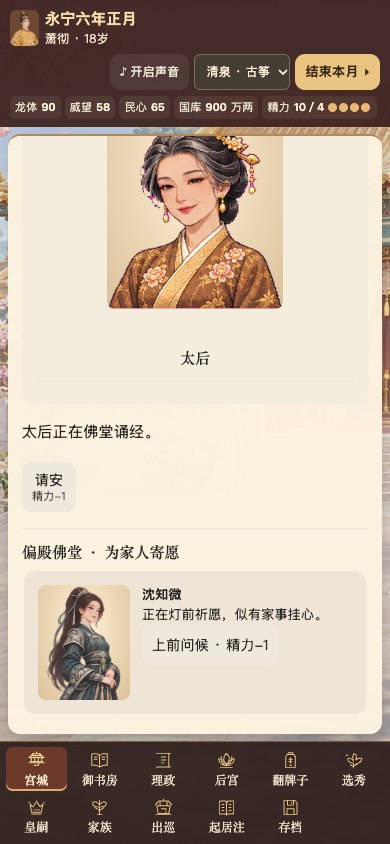 永宁六年正月
萧彻 · 18岁
♪ 开启声音
清泉 · 古筝
结束本月 ▸
龙体 90
威望 58
民心 65
国库 900 万两
精力 10 / 4
太后
太后正在佛堂诵经。
请安
精力−1
偏殿佛堂 · 为家人寄愿
沈知微
正在灯前祈愿，似有家事挂心。
上前问候 · 精力−1
宫城
御书房
理政
后宫
翻牌子
选秀
皇嗣
家族
出巡
起居注
存档